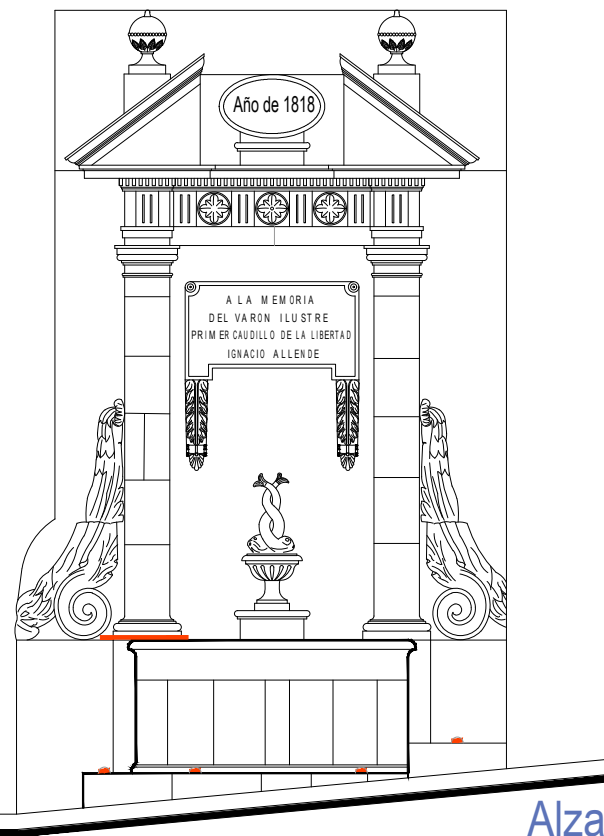 Año de 1818
A LA MEMORIA
DEL VARON ILUSTRE
PRIMER CAUDILLO DE LA LIBERTAD
IGNACIO ALLENDE
Alza